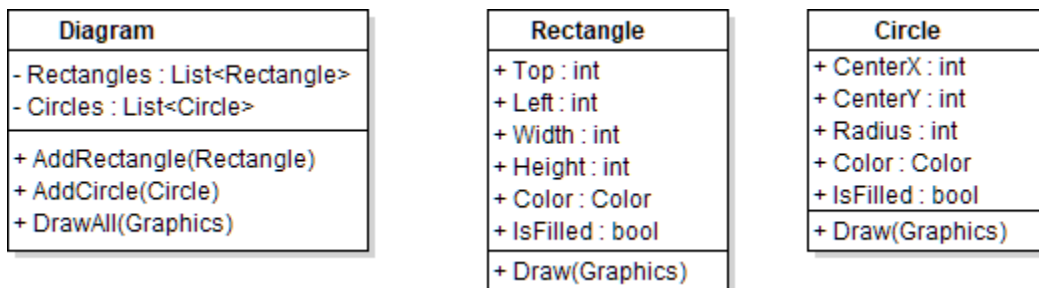 Diagram
- Rectangles : List<Rectangle>
- Circles : List<Circle>
+ AddRectangle(Rectangle)
+ AddCircle(Circle)
+ DrawAll(Graphics)
Rectangle
+ Top : int
+ Left : int
+ Width : int
+ Height : int
+ Color : Color
+ IsFilled : bool
+ Draw(Graphics)
Circle
+ CenterX : int
+ CenterY : int
+ Radius : int
+ Color : Color
+ IsFilled : bool
+ Draw(Graphics)